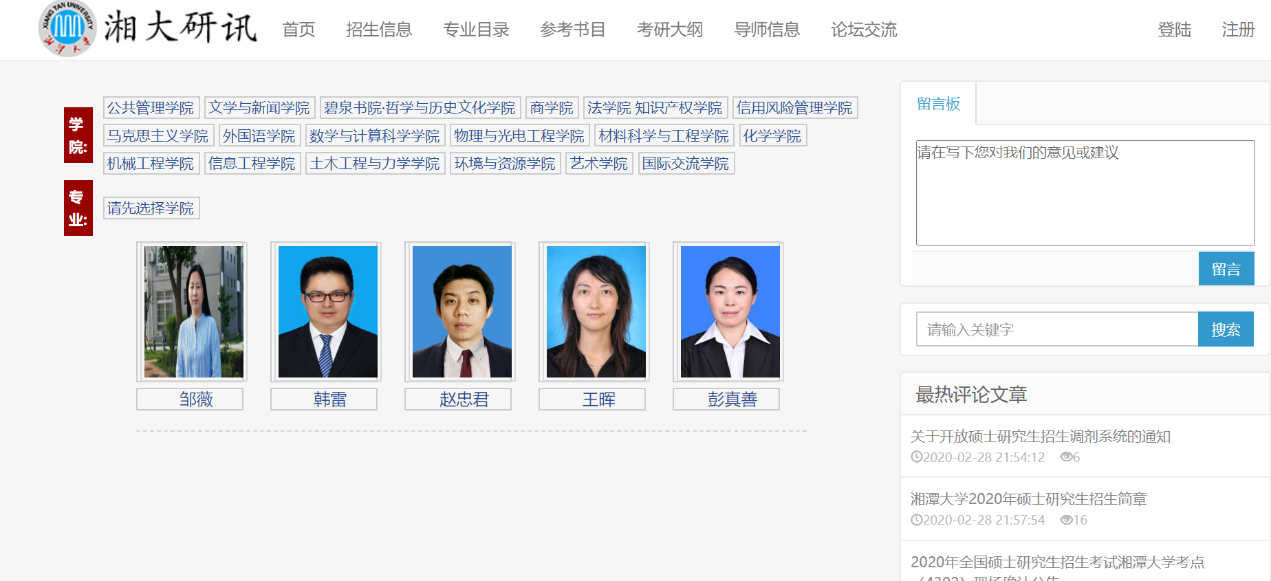 XIANG TAN UNIVERSITY
湘大研讯 首页 招生信息 专业目录 参考书目 考研大纲 导师信息 论坛交流 登陆 注册
学院:
公共管理学院 文学与新闻学院 碧泉书院·哲学与历史文化学院 商学院 法学院 知识产权学院 信用风险管理学院
马克思主义学院 外国语学院 数学与计算科学学院 物理与光电工程学院 材料科学与工程学院 化学学院
机械工程学院 信息工程学院 土木工程与力学学院 环境与资源学院 艺术学院 国际交流学院
专业:
请先选择学院
邹薇 韩雷 赵忠君 王晖 彭真善
留言板
请在写下您对我们的意见或建议
留言
请输入关键字 搜索
最热评论文章
关于开放硕士研究生招生调剂系统的通知
2020-02-28 21:54:12 6
湘潭大学2020年硕士研究生招生简章
2020-02-28 21:57:54 16
2020年全国硕士研究生招生考试湘潭大学考点